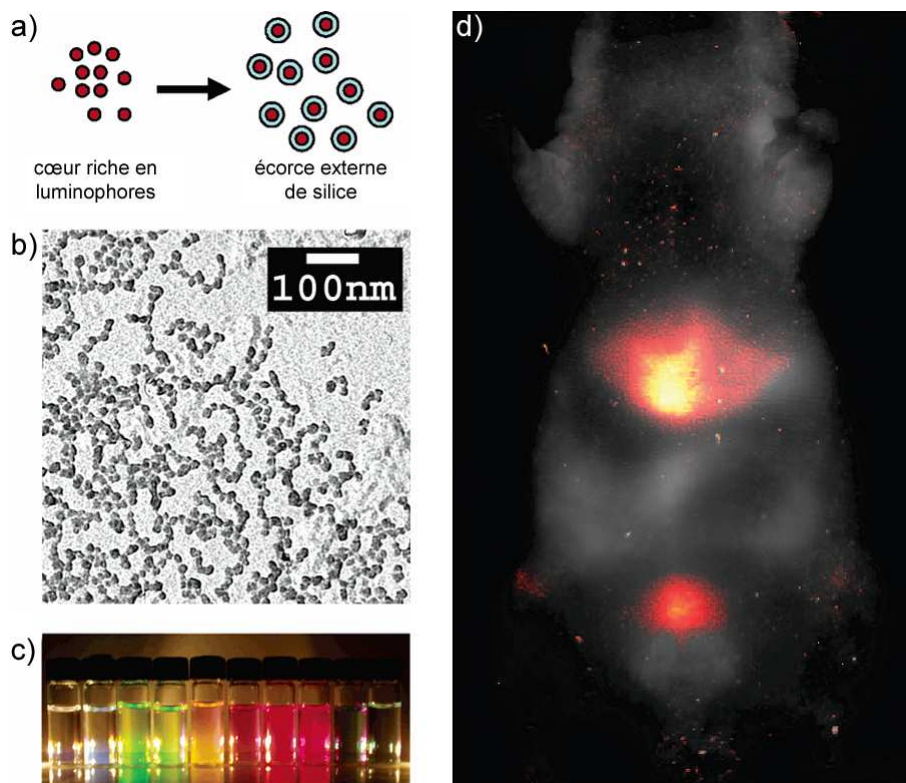 a)
cœur riche en
luminophores
écorce externe
de silice
b)
100nm
c)
d)